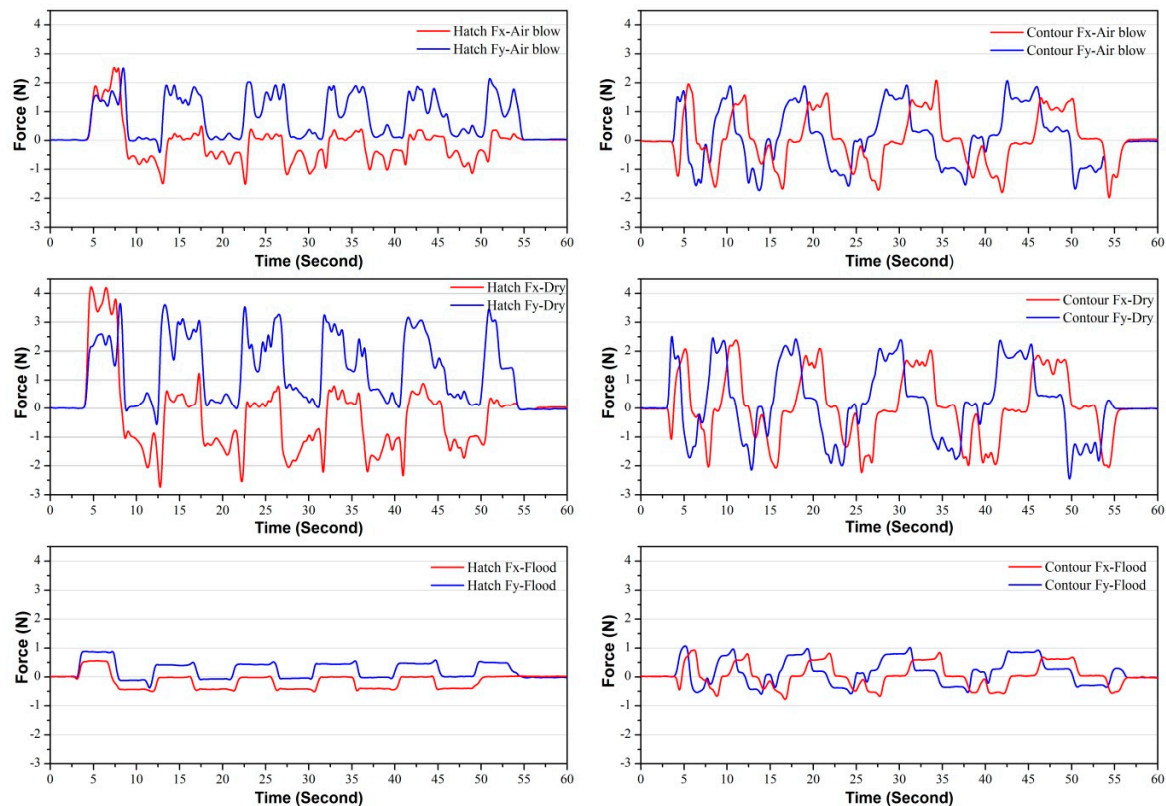 4
3
2
1
0
-1
-2
-3
Force (N)
Hatch Fx-Air blow
Hatch Fy-Air blow
0 5 10 15 20 25 30 35 40 45 50 55 60
Time (Second)
4
3
2
1
0
-1
-2
-3
Force (N)
Contour Fx-Air blow
Contour Fy-Air blow
0 5 10 15 20 25 30 35 40 45 50 55 60
Time (Second)
4
3
2
1
0
-1
-2
-3
Force (N)
Hatch Fx-Dry
Hatch Fy-Dry
0 5 10 15 20 25 30 35 40 45 50 55 60
Time (Second)
4
3
2
1
0
-1
-2
-3
Force (N)
Contour Fx-Dry
Contour Fy-Dry
0 5 10 15 20 25 30 35 40 45 50 55 60
Time (Second)
4
3
2
1
0
-1
-2
-3
Force (N)
Hatch Fx-Flood
Hatch Fy-Flood
0 5 10 15 20 25 30 35 40 45 50 55 60
Time (Second)
4
3
2
1
0
-1
-2
-3
Force (N)
Contour Fx-Flood
Contour Fy-Flood
0 5 10 15 20 25 30 35 40 45 50 55 60
Time (Second)